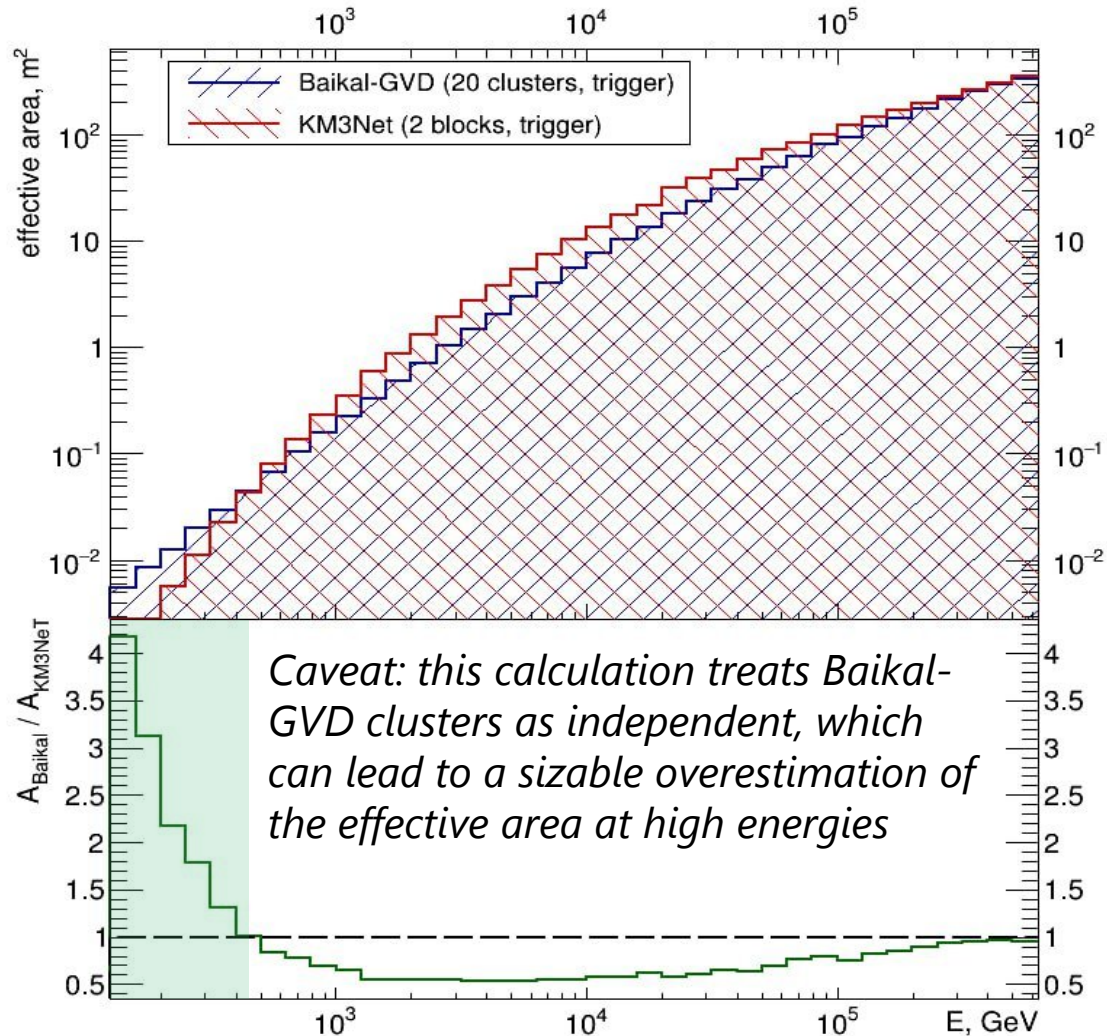 10³ 10⁴ 10⁵
effective area, m²
Baikal-GVD (20 clusters, trigger)
KM3Net (2 blocks, trigger)
10² 10²
10 10
1 1
10⁻¹ 10⁻¹
10⁻² 10⁻²
A_Baikal / A_KM3NeT
4 4
3.5 3.5
3 3
2.5 2.5
2 2
1.5 1.5
1 1
0.5 0.5
Caveat: this calculation treats Baikal-
GVD clusters as independent, which
can lead to a sizable overestimation of
the effective area at high energies
10³ 10⁴ 10⁵ E, GeV